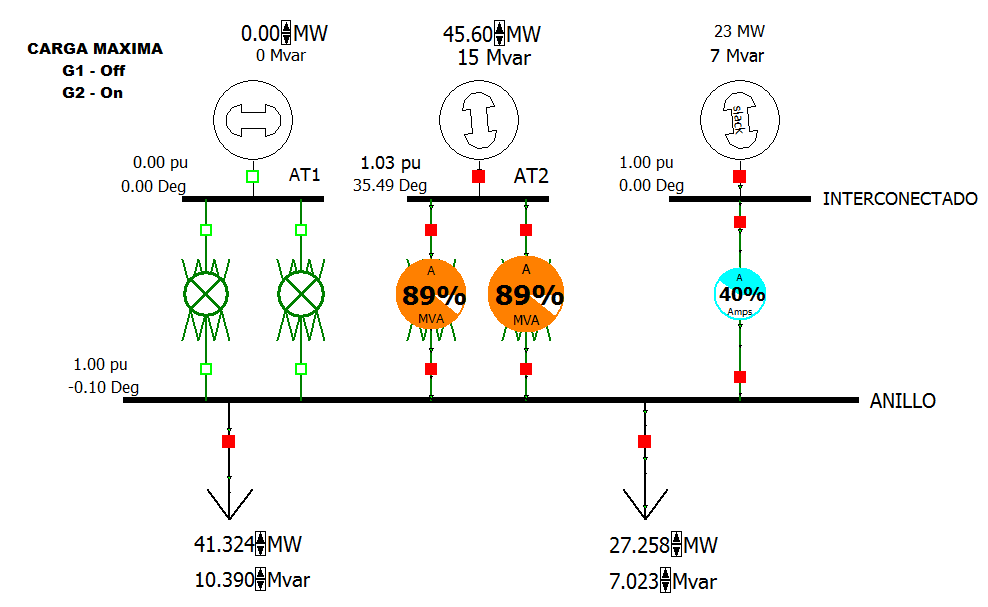 CARGA MAXIMA
G1 - Off
G2 - On
0.00 MW
0 Mvar
45.60 MW
15 Mvar
23 MW
7 Mvar
slack
0.00 pu
0.00 Deg
AT1
1.03 pu
35.49 Deg
AT2
1.00 pu
0.00 Deg
INTERCONECTADO
A
89%
MVA
A
89%
MVA
A
40%
Amps
1.00 pu
-0.10 Deg
ANILLO
41.324 MW
10.390 Mvar
27.258 MW
7.023 Mvar